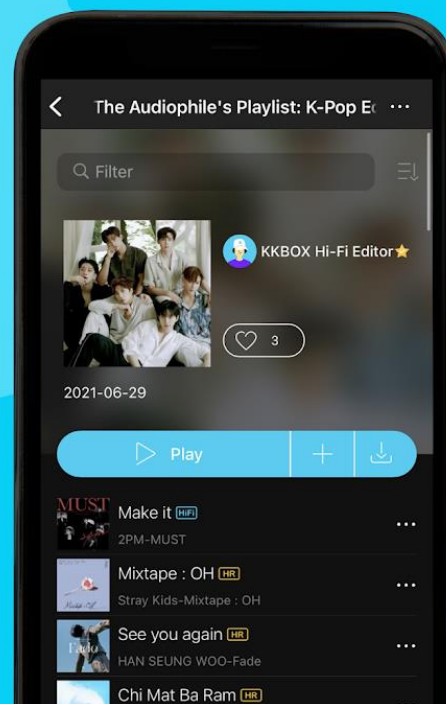 The Audiophile's Playlist: K-Pop Ec
Filter
KKBOX Hi-Fi Editor
3
2021-06-29
Play
MUST
Make it HiFi
2PM-MUST
Mixtape : OH HR
Stray Kids-Mixtape : OH
Fade
See you again HR
HAN SEUNG WOO-Fade
Chi Mat Ba Ram HR